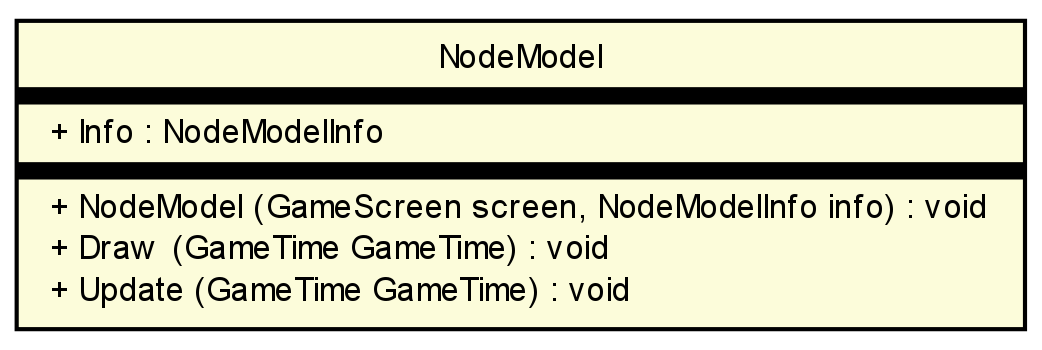 NodeModel
+ Info : NodeModelInfo
+ NodeModel (GameScreen screen, NodeModelInfo info) : void
+ Draw (GameTime GameTime) : void
+ Update (GameTime GameTime) : void